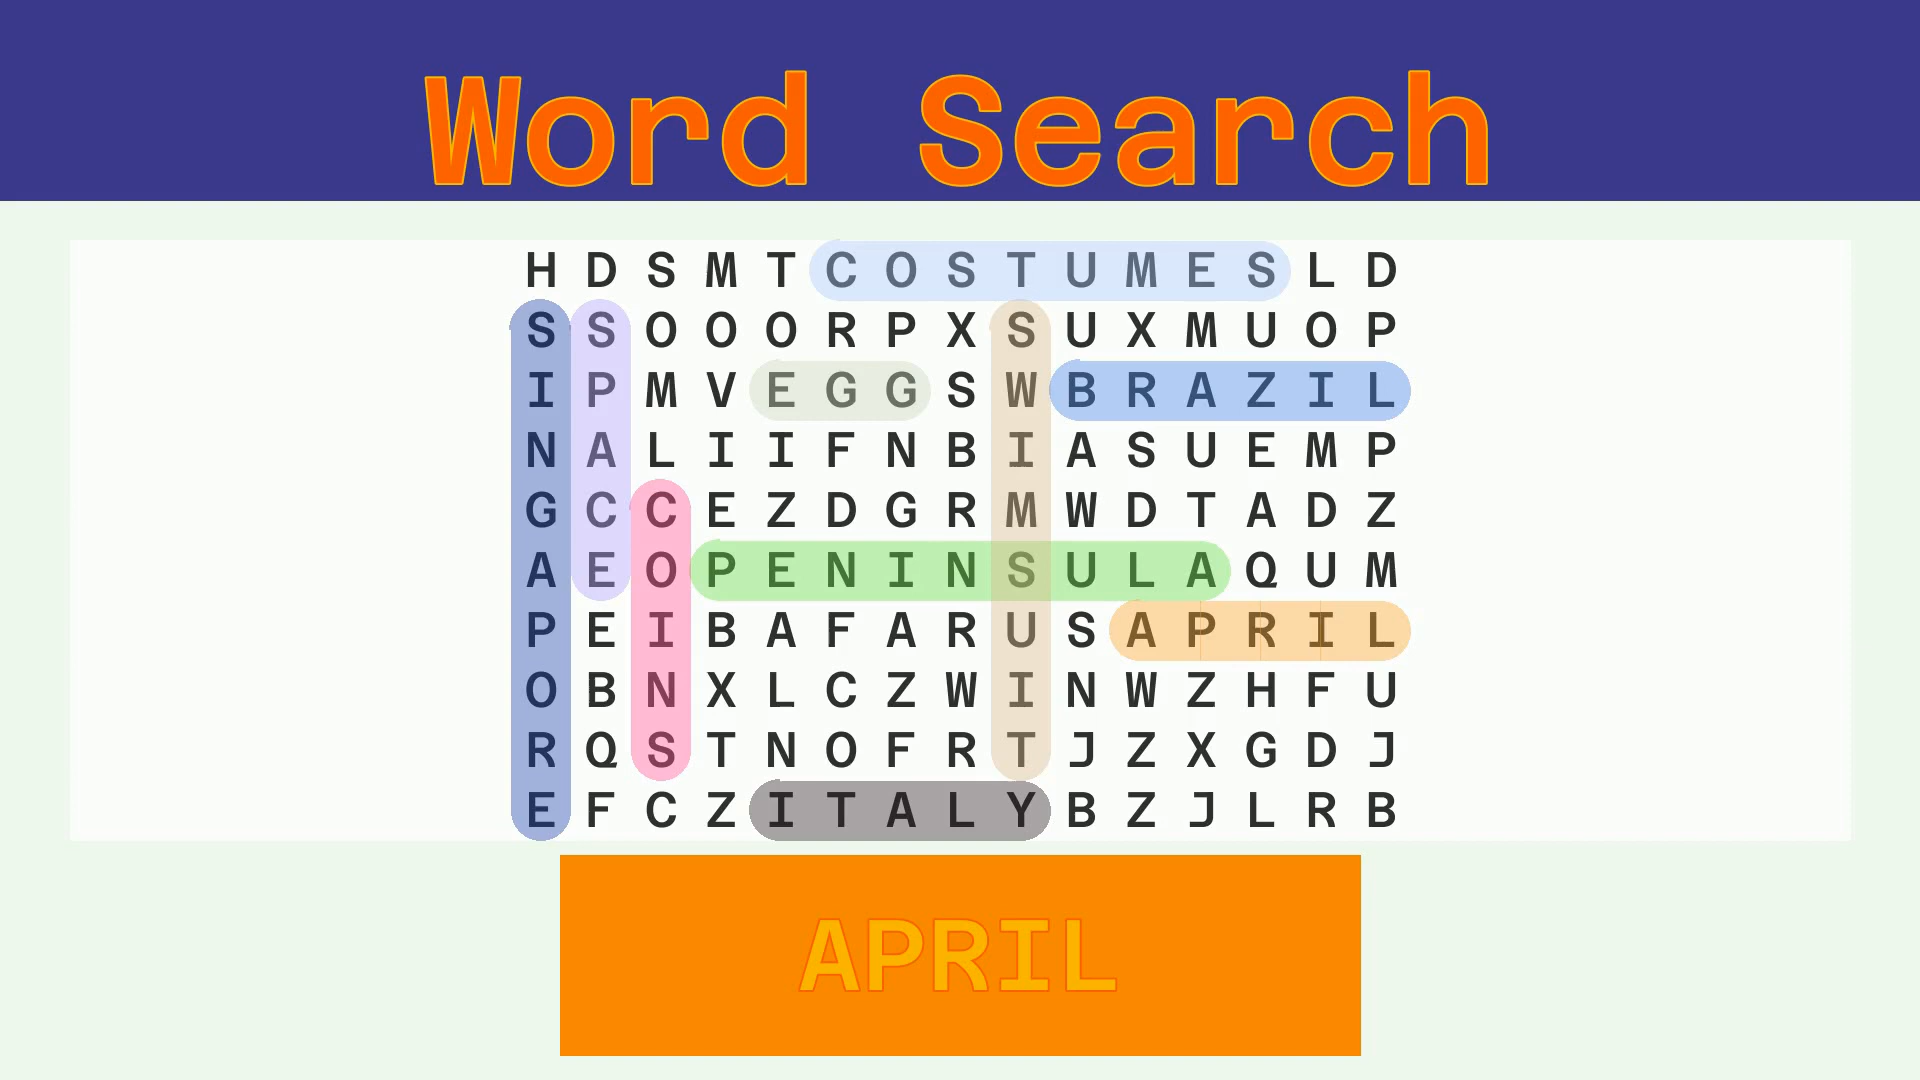 Word Search
H D S M T C O S T U M E S L D
S S O O O R P X S U X M U O P
I P M V E G G S W B R A Z I L
N A L I I F N B I A S U E M P
G C C E Z D G R M W D T A D Z
A E O P E N I N S U L A Q U M
P E I B A F A R U S A P R I L
O B N X L C Z W I N W Z H F U
R Q S T N O F R T J Z X G D J
E F C Z I T A L Y B Z J L R B
APRIL